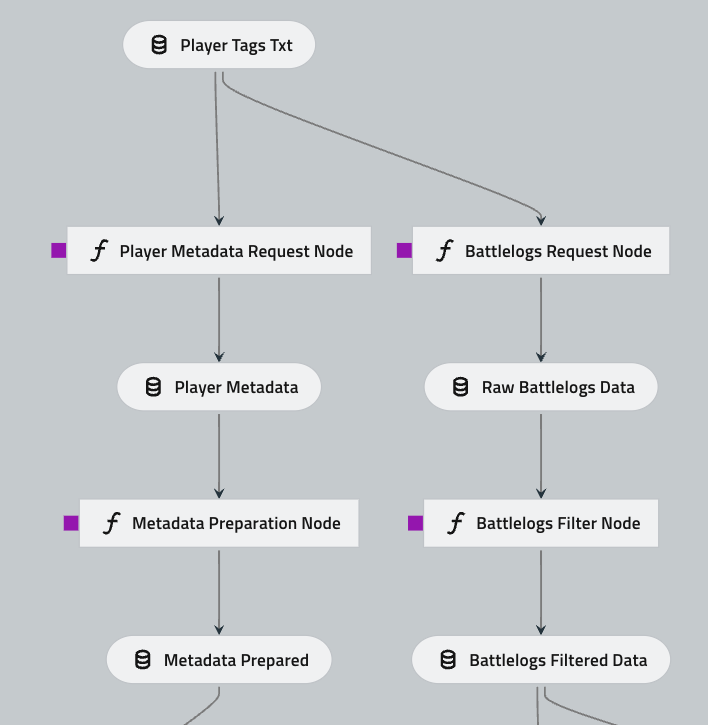 Player Tags Txt
Player Metadata Request Node
Battlelogs Request Node
Player Metadata
Raw Battlelogs Data
Metadata Preparation Node
Battlelogs Filter Node
Metadata Prepared
Battlelogs Filtered Data